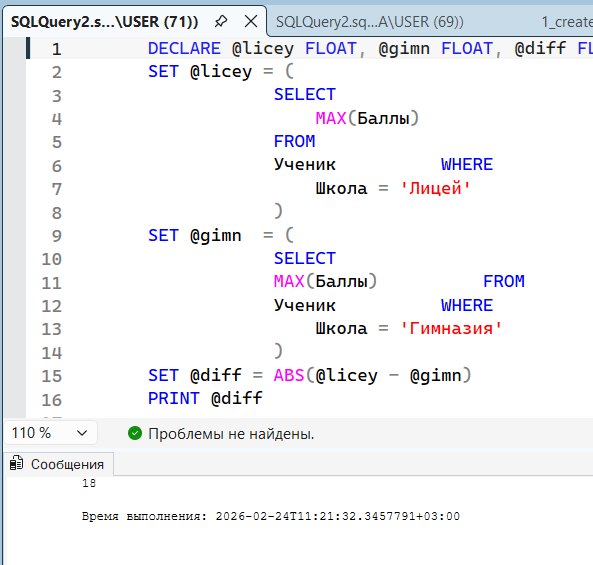 SQLQuery2.s...\USER (71)) SQLQuery2.sq...A\USER (69)) 1_create
1 DECLARE @licey FLOAT, @gimn FLOAT, @diff FL
2 SET @licey = (
3 SELECT
4 MAX(Баллы)
5 FROM
6 Ученик WHERE
7 Школа = 'Лицей'
8 )
9 SET @gimn = (
10 SELECT
11 MAX(Баллы) FROM
12 Ученик WHERE
13 Школа = 'Гимназия'
14 )
15 SET @diff = ABS(@licey - @gimn)
16 PRINT @diff
110 % Проблемы не найдены.
Сообщения
18
Время выполнения: 2026-02-24T11:21:32.3457791+03:00